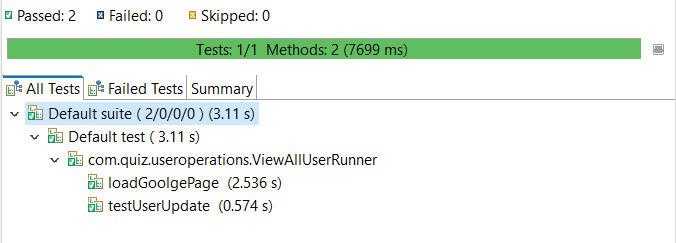 Passed: 2 Failed: 0 Skipped: 0
Tests: 1/1 Methods: 2 (7699 ms)
All Tests Failed Tests Summary
Default suite ( 2/0/0/0 ) (3.11 s)
Default test ( 3.11 s)
com.quiz.useroperations.ViewAllUserRunner
loadGoolgePage (2.536 s)
testUserUpdate (0.574 s)